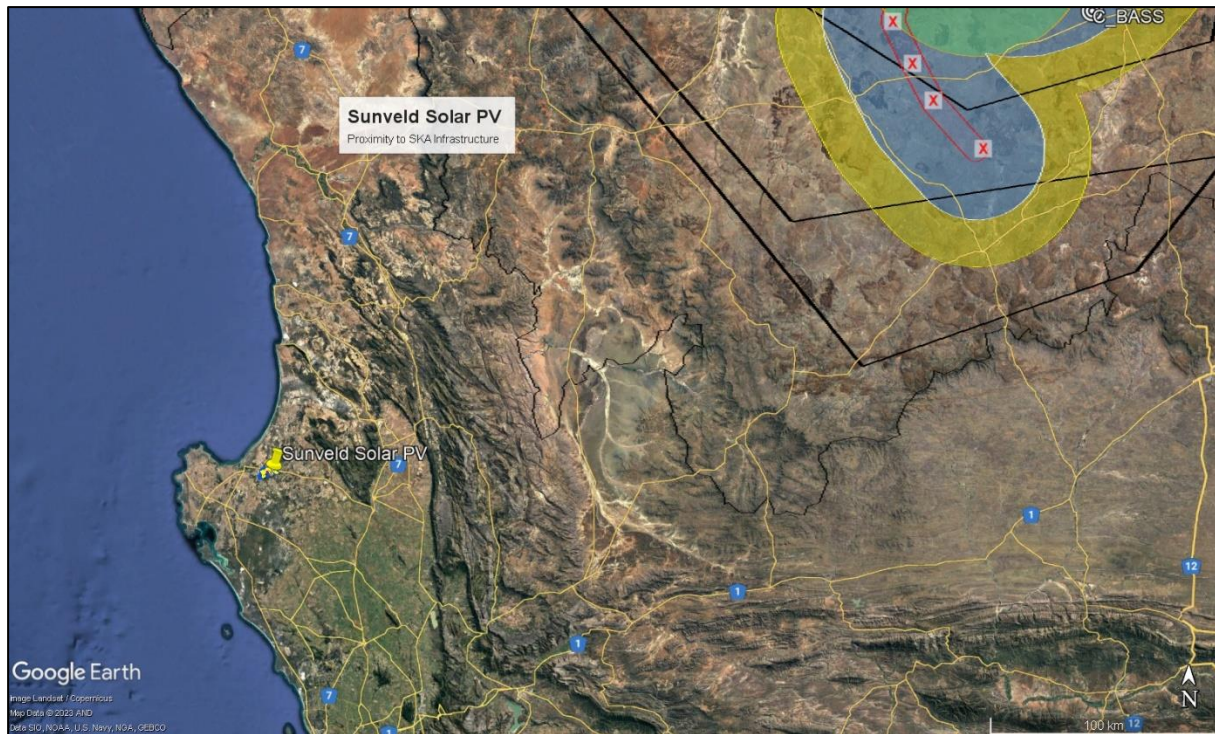 C_BASS
X
7
X
Sunveld Solar PV
Proximity to SKA Infrastructure
X
X
7
Sunveld Solar PV
7
1
12
1
1
Google Earth
Image Landsat / Copernicus
7
N
Map Data © 2023 AND
100 km
12
Data SIO, NOAA, U.S. Navy, NGA, GEBCO
1